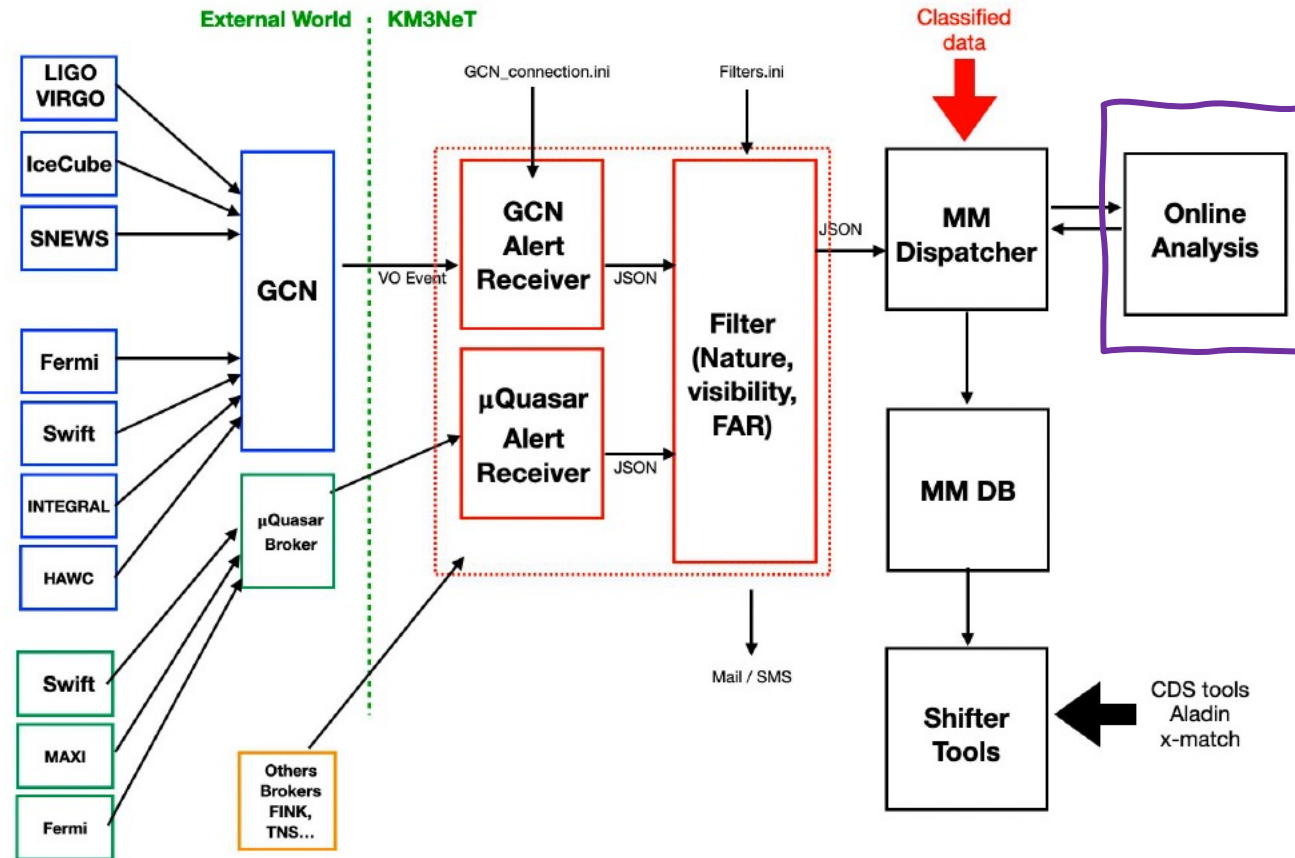 External World
KM3NeT
Classified
data
LIGO
VIRGO
IceCube
SNEWS
Fermi
Swift
INTEGRAL
HAWC
Swift
MAXI
Fermi
GCN
μQuasar
Broker
Others
Brokers
FINK,
TNS...
VO Event
GCN_connection.ini
Filters.ini
GCN
Alert
Receiver
JSON
μQuasar
Alert
Receiver
JSON
Filter
(Nature,
visibility,
FAR)
JSON
Mail / SMS
MM
Dispatcher
Online
Analysis
MM DB
Shifter
Tools
CDS tools
Aladin
x-match